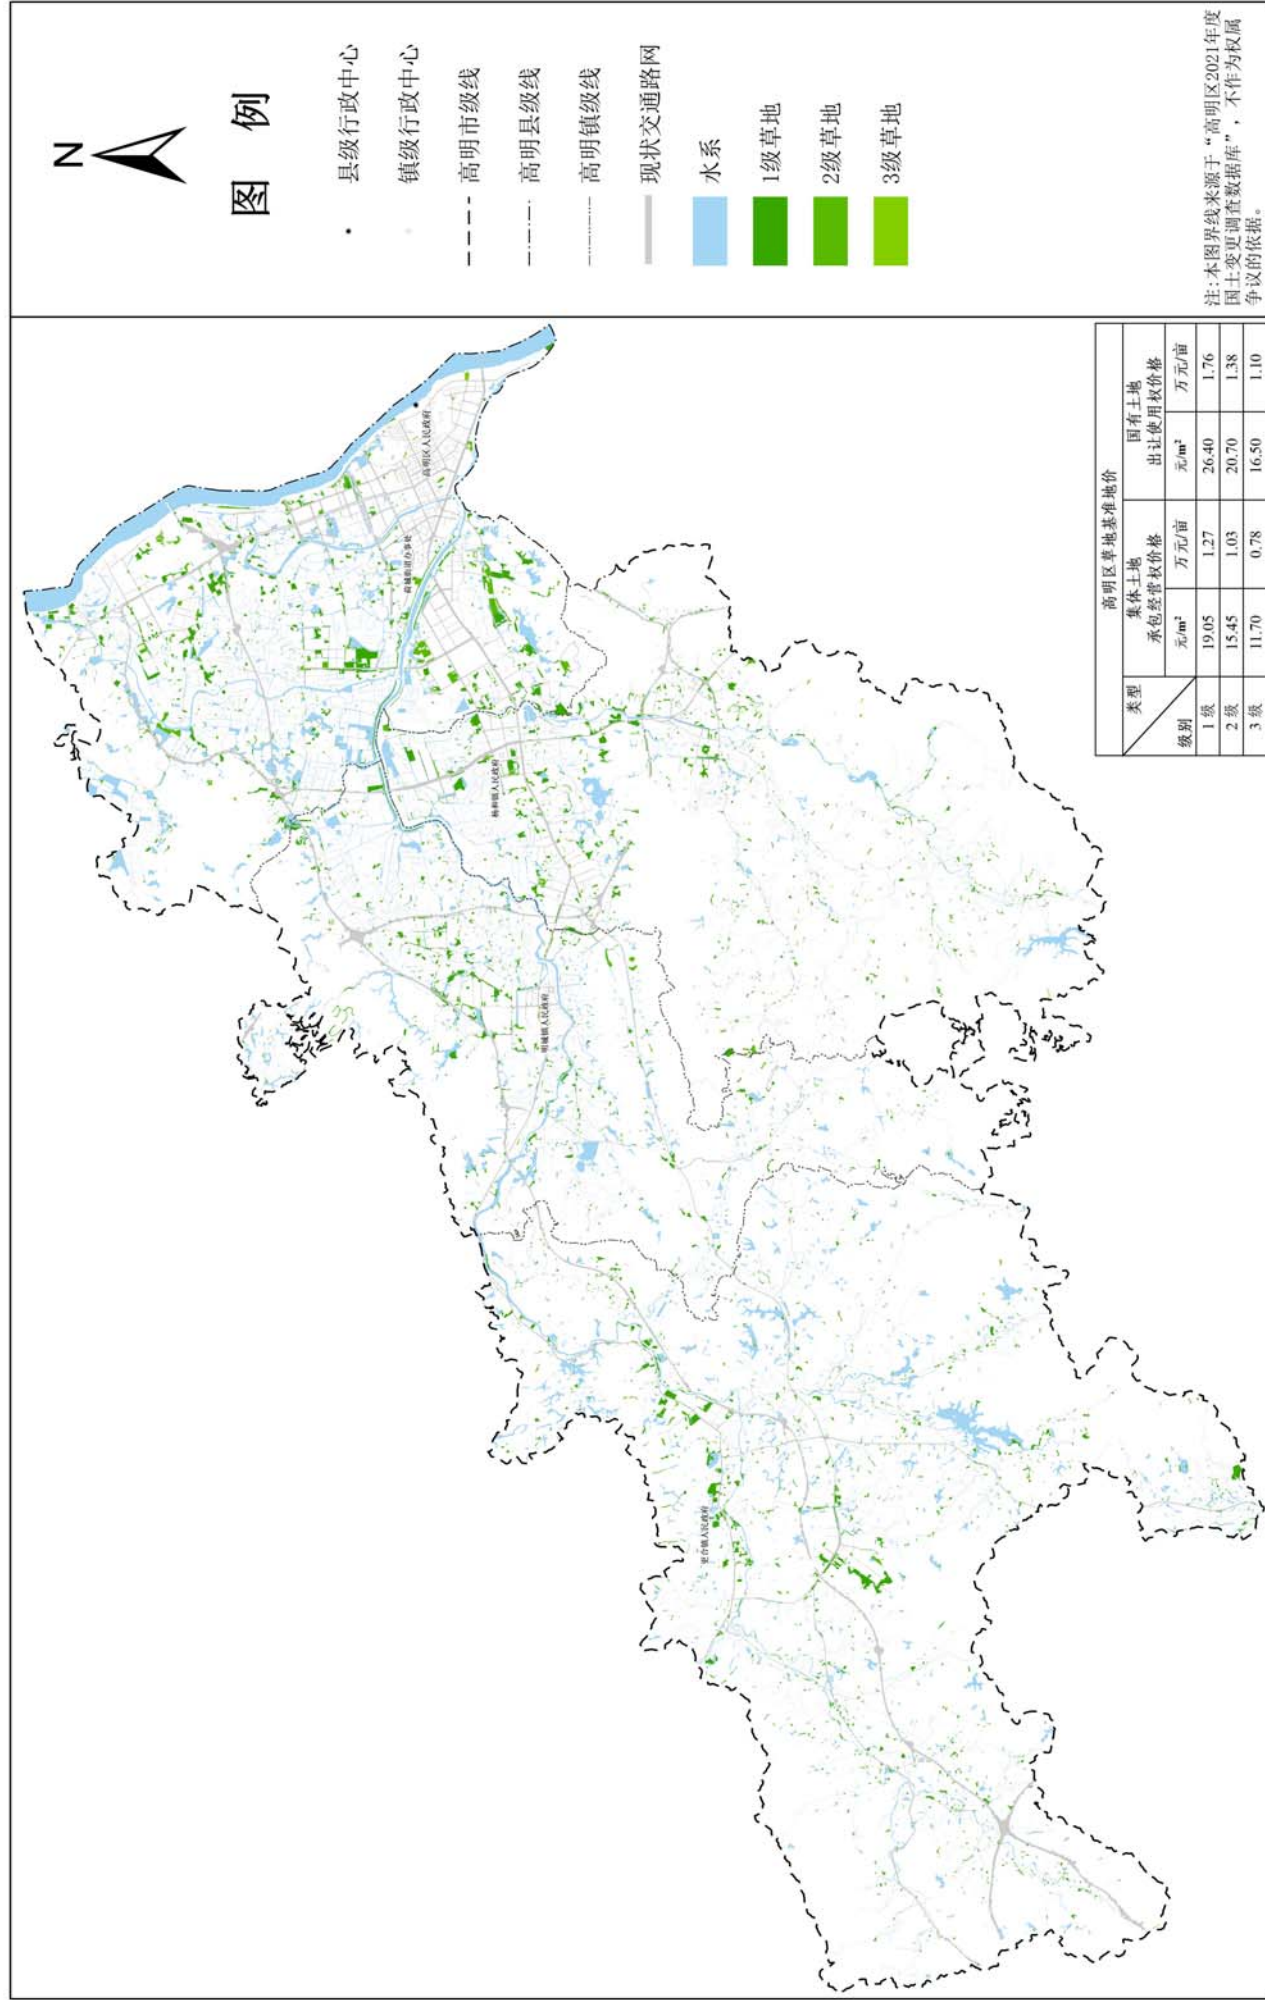 N
图 例
县级行政中心
镇级行政中心
高明市级线
高明县级线
高明镇级线
现状交通路网
水系
1级草地
2级草地
3级草地
注:本图界线来源于“高明区2021年度
国土变更调查数据库”，不作为权属
争议的依据。
高明区人民政府
荷城街道办事处
杨和镇人民政府
明城镇人民政府
更合镇人民政府
高明区草地基准地价
类型 集体土地 国有土地
承包经营权价格 出让使用权价格
级别 元/m² 万元/亩 元/m² 万元/亩
1 级 19.05 1.27 26.40 1.76
2 级 15.45 1.03 20.70 1.38
3 级 11.70 0.78 16.50 1.10